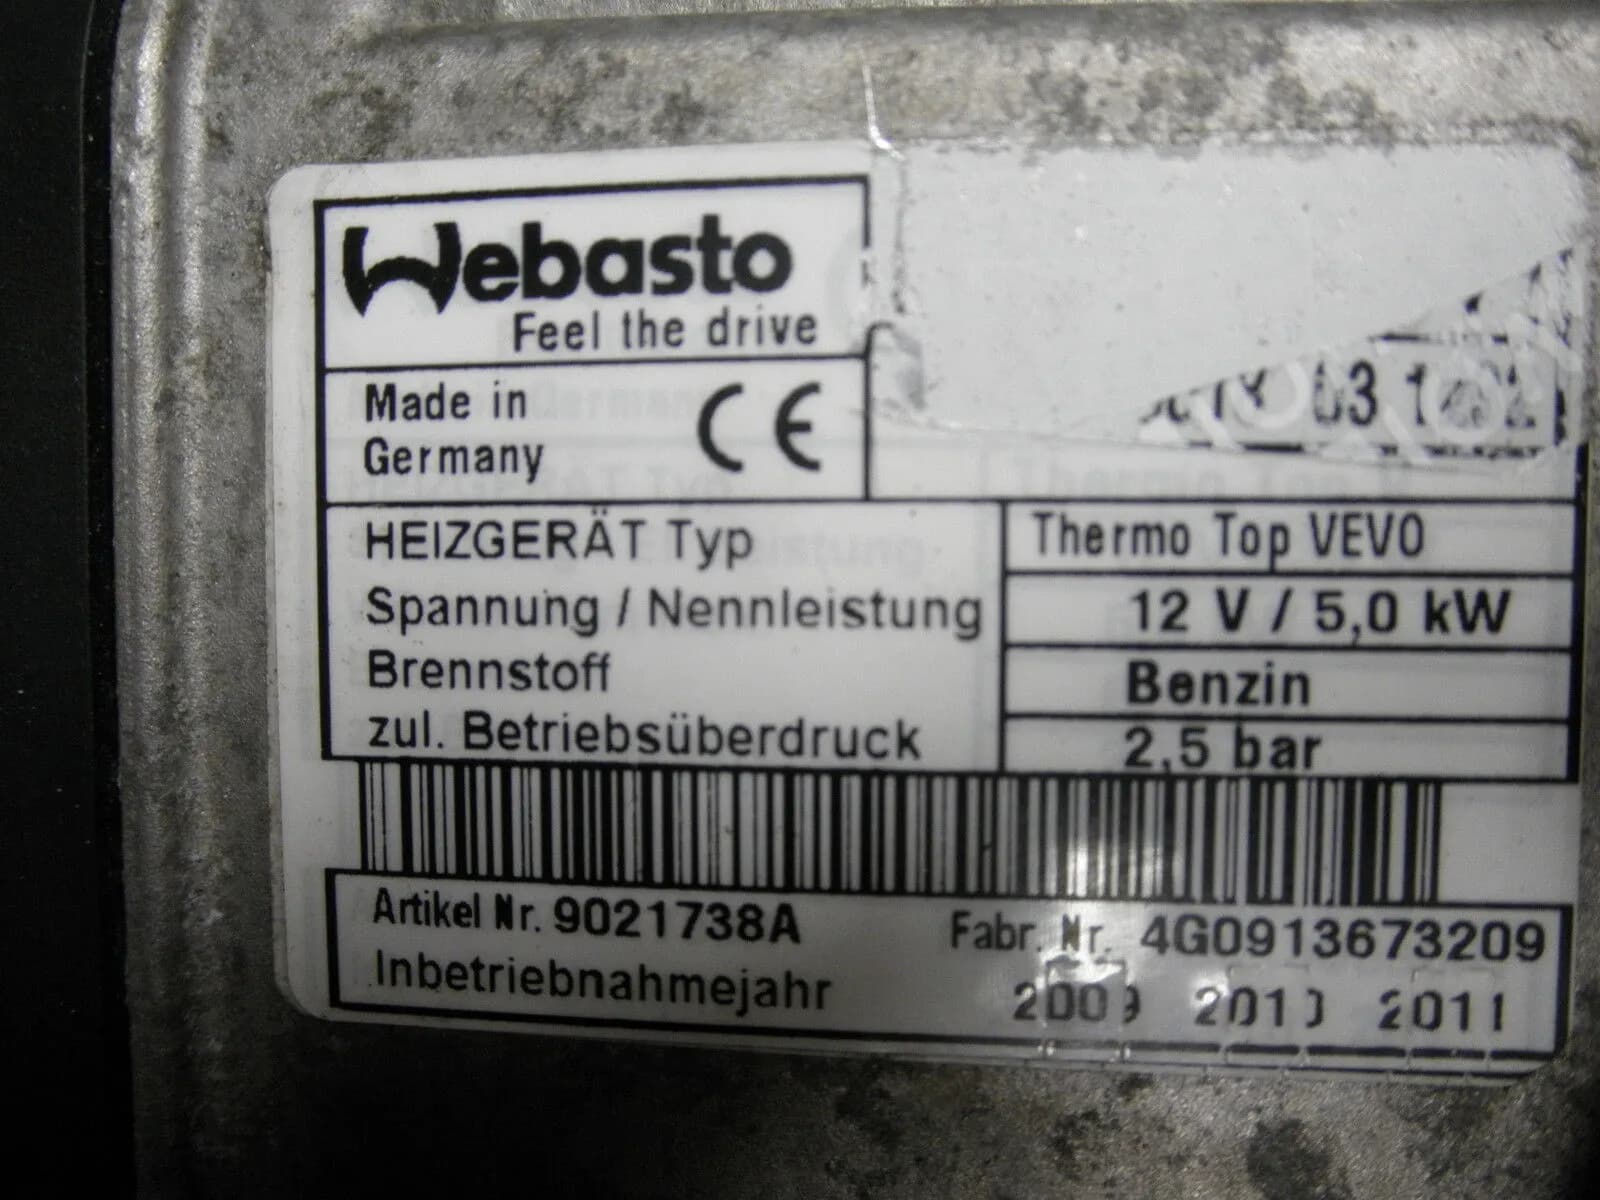 Webasto
Feel the drive
Made in
Germany
CE
HEIZGERÄT Typ
Thermo Top VEVO
Spannung / Nennleistung
12 V / 5,0 kW
Brennstoff
Benzin
zul. Betriebsüberdruck
2,5 bar
Artikel Nr. 9021738A
Fabr. Nr. 4G0913673209
Inbetriebnahmejahr
2009 2010 2011